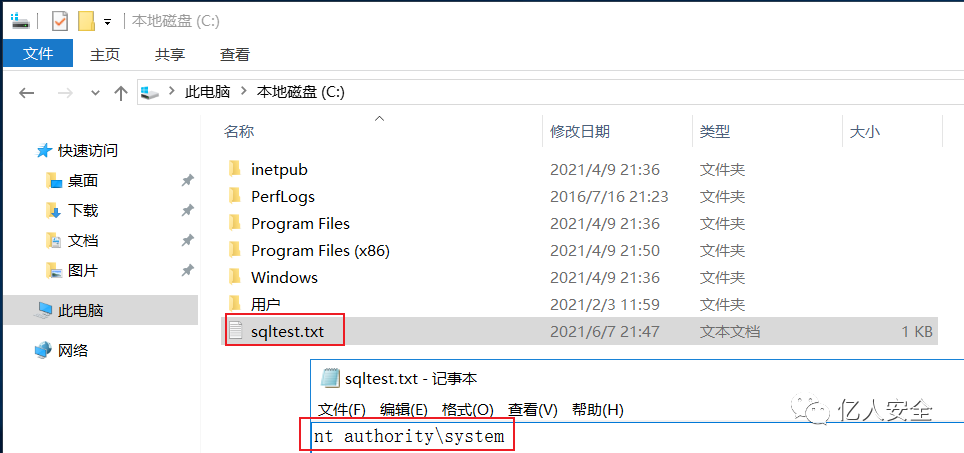 本地磁盘 (C:)
文件 主页 共享 查看
此电脑 本地磁盘 (C:)
名称 修改日期 类型 大小
快速访问
桌面
下载
文档
图片
此电脑
网络
inetpub 2021/4/9 21:36 文件夹
PerfLogs 2016/7/16 21:23 文件夹
Program Files 2021/4/9 21:36 文件夹
Program Files (x86) 2021/4/9 21:50 文件夹
Windows 2021/4/9 21:36 文件夹
用户 2021/2/3 11:59 文件夹
sqltest.txt 2021/6/7 21:47 文本文档 1 KB
sqltest.txt - 记事本
文件(F) 编辑(E) 格式(O) 查看(V) 帮助(H)
nt authority\system
亿人安全